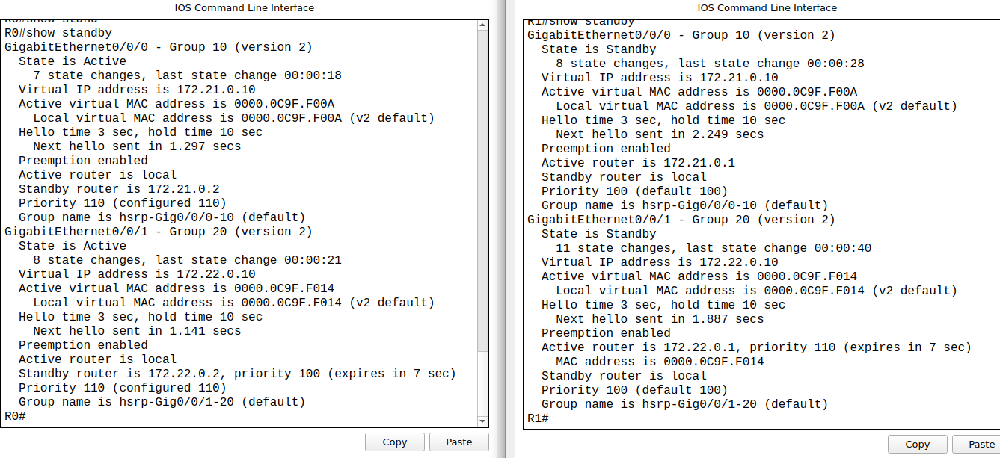 IOS Command Line Interface
R0#show stand
R0#show standby
GigabitEthernet0/0/0 - Group 10 (version 2)
State is Active
7 state changes, last state change 00:00:18
Virtual IP address is 172.21.0.10
Active virtual MAC address is 0000.0C9F.F00A
Local virtual MAC address is 0000.0C9F.F00A (v2 default)
Hello time 3 sec, hold time 10 sec
Next hello sent in 1.297 secs
Preemption enabled
Active router is local
Standby router is 172.21.0.2
Priority 110 (configured 110)
Group name is hsrp-Gig0/0/0-10 (default)
GigabitEthernet0/0/1 - Group 20 (version 2)
State is Active
8 state changes, last state change 00:00:21
Virtual IP address is 172.22.0.10
Active virtual MAC address is 0000.0C9F.F014
Local virtual MAC address is 0000.0C9F.F014 (v2 default)
Hello time 3 sec, hold time 10 sec
Next hello sent in 1.141 secs
Preemption enabled
Active router is local
Standby router is 172.22.0.2, priority 100 (expires in 7 sec)
Priority 110 (configured 110)
Group name is hsrp-Gig0/0/1-20 (default)
R0#
Copy Paste
IOS Command Line Interface
R1#show standby
GigabitEthernet0/0/0 - Group 10 (version 2)
State is Standby
8 state changes, last state change 00:00:28
Virtual IP address is 172.21.0.10
Active virtual MAC address is 0000.0C9F.F00A
Local virtual MAC address is 0000.0C9F.F00A (v2 default)
Hello time 3 sec, hold time 10 sec
Next hello sent in 2.249 secs
Preemption enabled
Active router is 172.21.0.1
Standby router is local
Priority 100 (default 100)
Group name is hsrp-Gig0/0/0-10 (default)
GigabitEthernet0/0/1 - Group 20 (version 2)
State is Standby
11 state changes, last state change 00:00:40
Virtual IP address is 172.22.0.10
Active virtual MAC address is 0000.0C9F.F014
Local virtual MAC address is 0000.0C9F.F014 (v2 default)
Hello time 3 sec, hold time 10 sec
Next hello sent in 1.887 secs
Preemption enabled
Active router is 172.22.0.1, priority 110 (expires in 7 sec)
MAC address is 0000.0C9F.F014
Standby router is local
Priority 100 (default 100)
Group name is hsrp-Gig0/0/1-20 (default)
R1#
Copy Paste